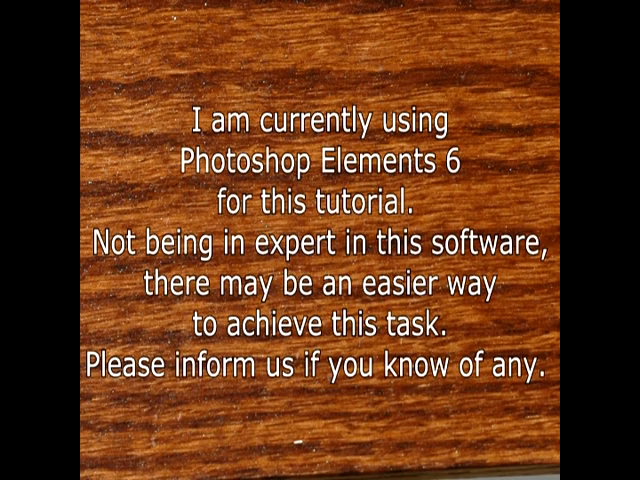 I am currently using
Photoshop Elements 6
for this tutorial.
Not being in expert in this software,
there may be an easier way
to achieve this task.
Please inform us if you know of any.